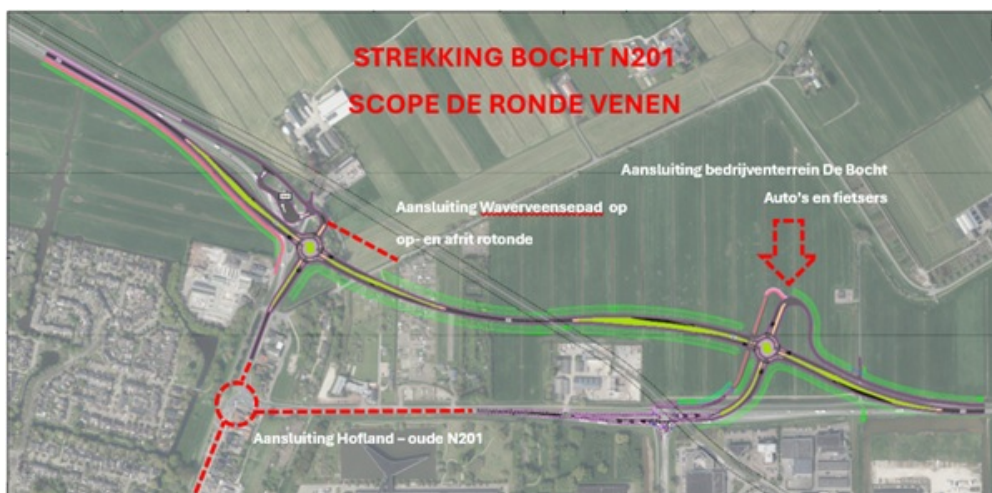 STREKKING BOCHT N201
SCOPE DE RONDE VENEN
Aansluiting bedrijventerrein De Bocht
Auto's en fietsers
Aansluiting Waverveensepad op
op- en afrit rotonde
Aansluiting Hofland – oude N201